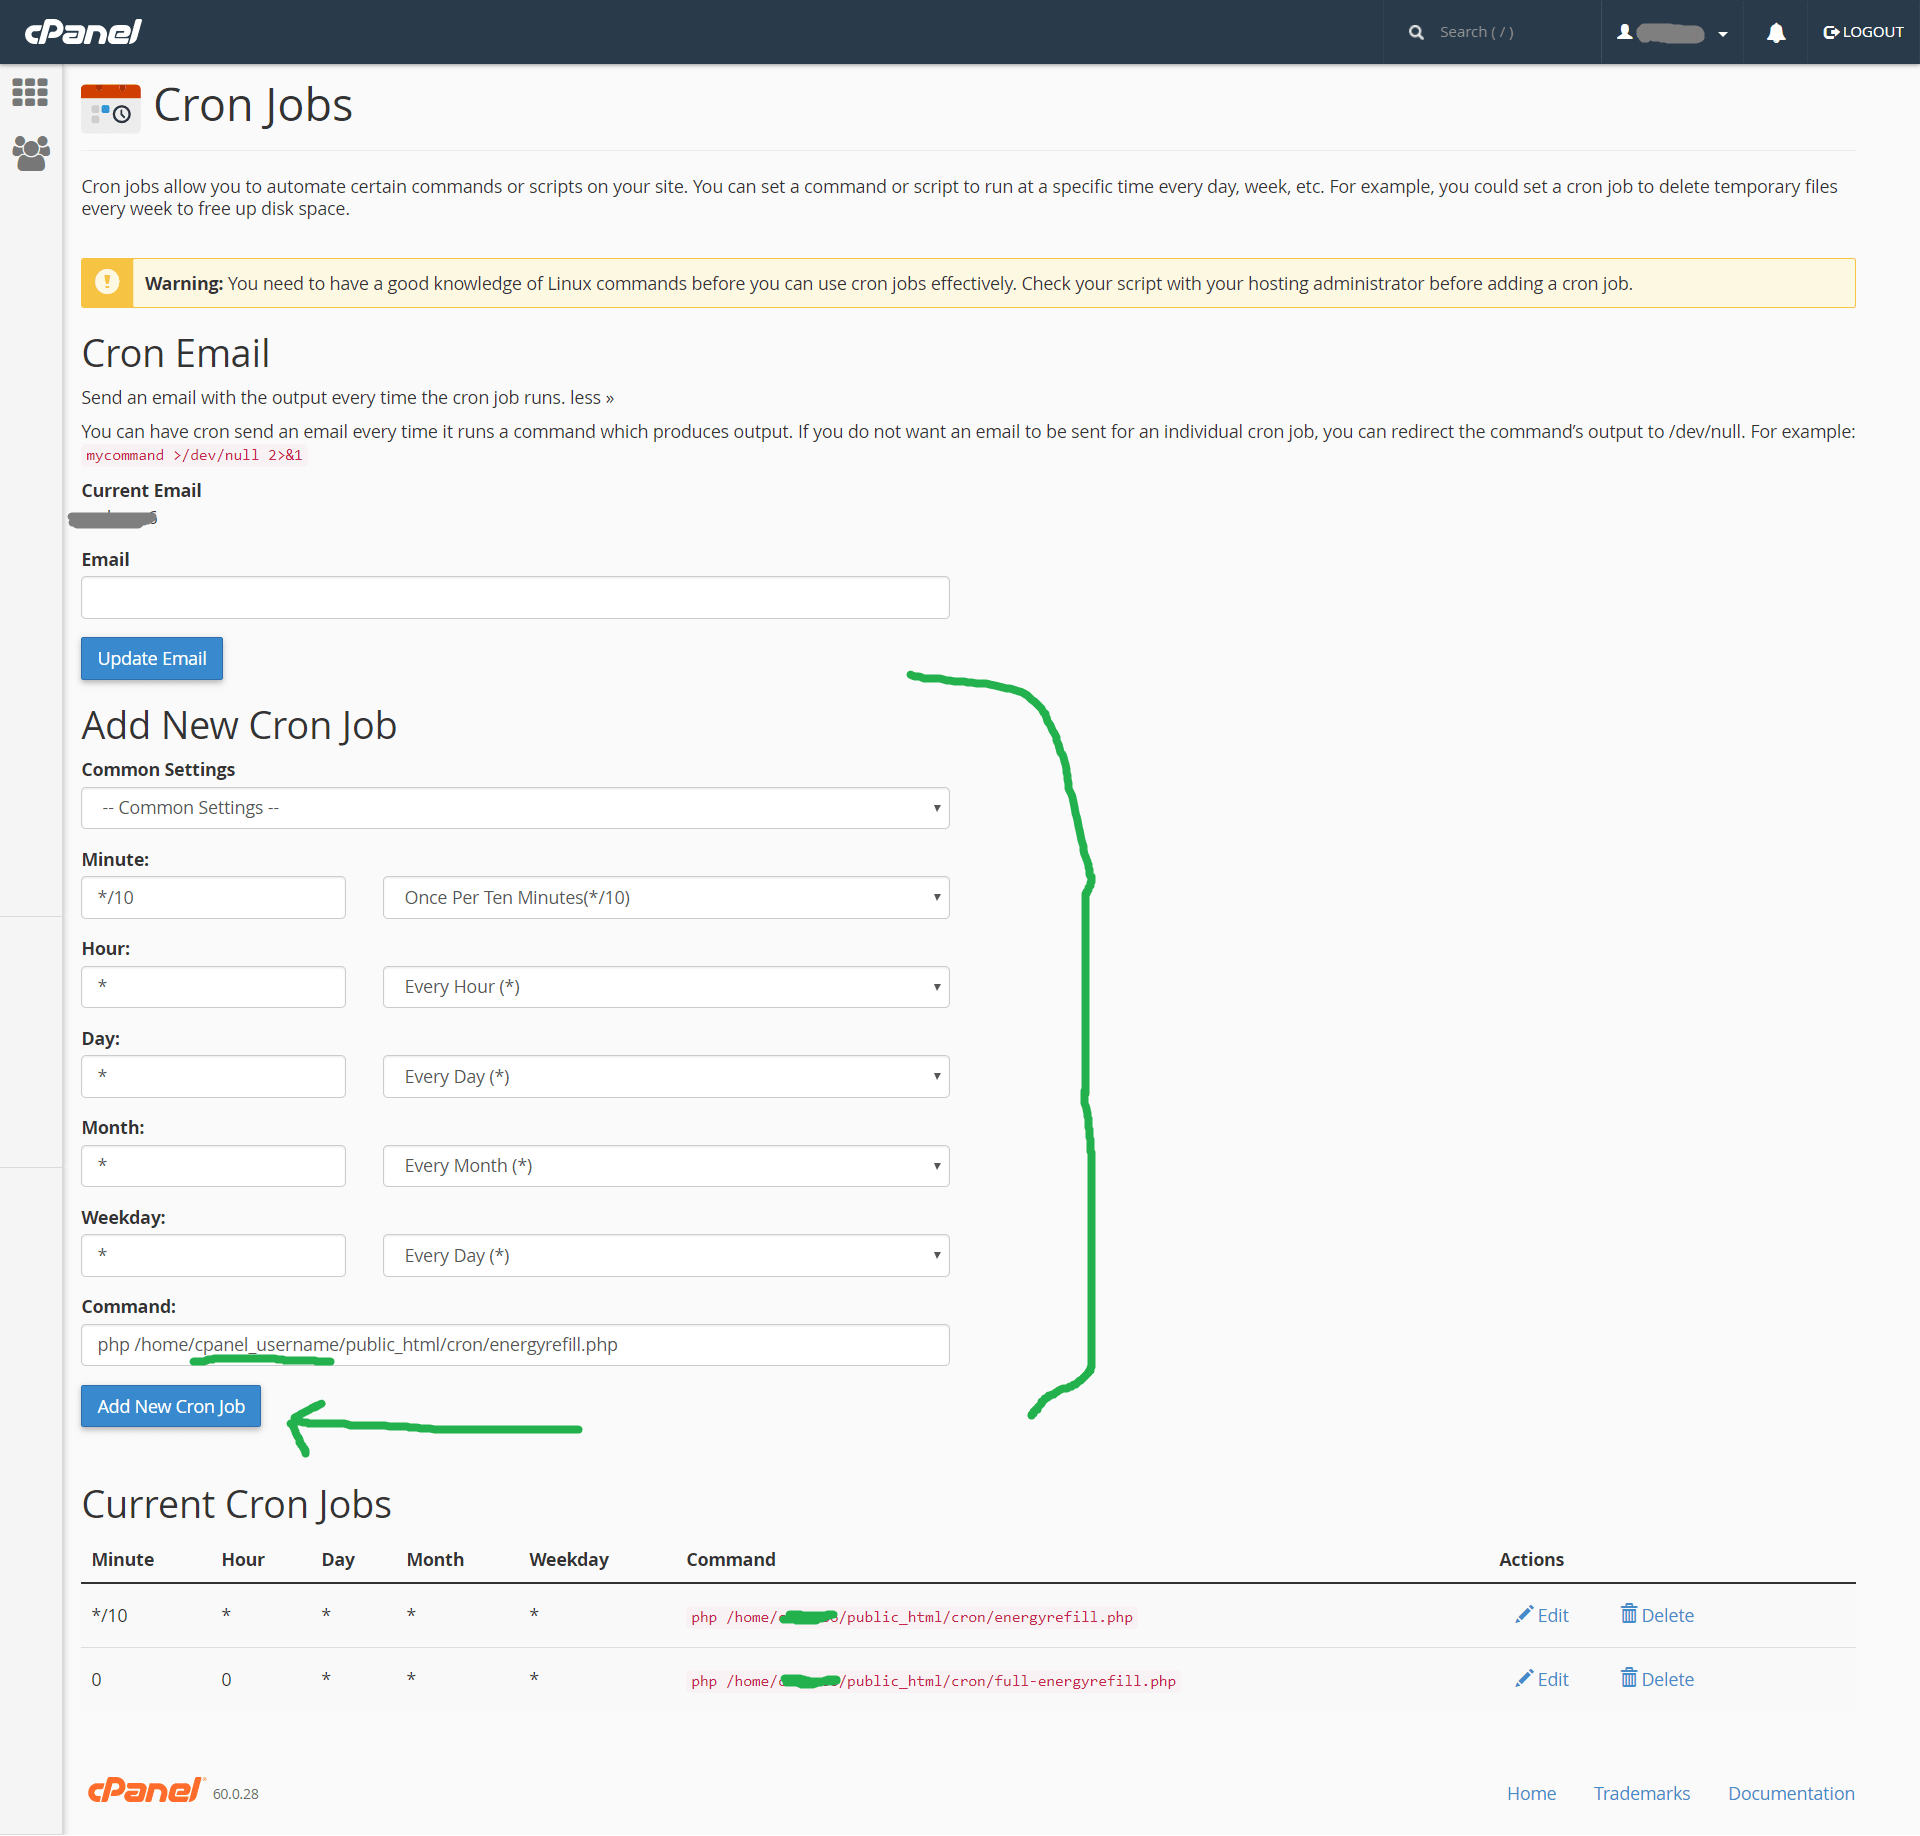 cPanel
Search ( / )
LOGOUT
Cron Jobs
Cron jobs allow you to automate certain commands or scripts on your site. You can set a command or script to run at a specific time every day, week, etc. For example, you could set a cron job to delete temporary files
every week to free up disk space.
Warning: You need to have a good knowledge of Linux commands before you can use cron jobs effectively. Check your script with your hosting administrator before adding a cron job.
Cron Email
Send an email with the output every time the cron job runs. less »
You can have cron send an email every time it runs a command which produces output. If you do not want an email to be sent for an individual cron job, you can redirect the command’s output to /dev/null. For example:
mycommand >/dev/null 2>&1
Current Email
Email
Update Email
Add New Cron Job
Common Settings
-- Common Settings --
Minute:
*/10 Once Per Ten Minutes(*/10)
Hour:
* Every Hour (*)
Day:
* Every Day (*)
Month:
* Every Month (*)
Weekday:
* Every Day (*)
Command:
php /home/cpanel_username/public_html/cron/energyrefill.php
Add New Cron Job
Current Cron Jobs
Minute Hour Day Month Weekday Command Actions
*/10 * * * * php /home/ /public_html/cron/energyrefill.php Edit Delete
0 0 * * * php /home/ /public_html/cron/full-energyrefill.php Edit Delete
cPanel 60.0.28 Home Trademarks Documentation